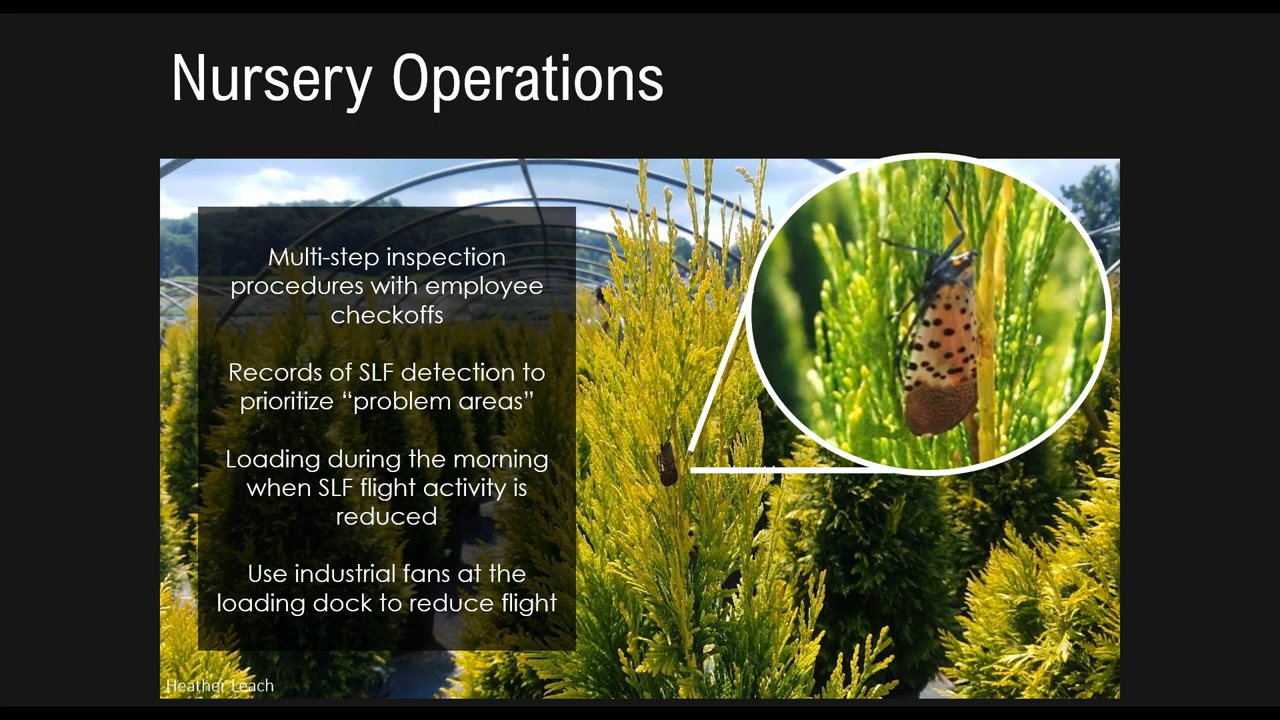 Nursery Operations
Multi-step inspection
procedures with employee
checkoffs
Records of SLF detection to
prioritize “problem areas”
Loading during the morning
when SLF flight activity is
reduced
Use industrial fans at the
loading dock to reduce flight
Heather Leach